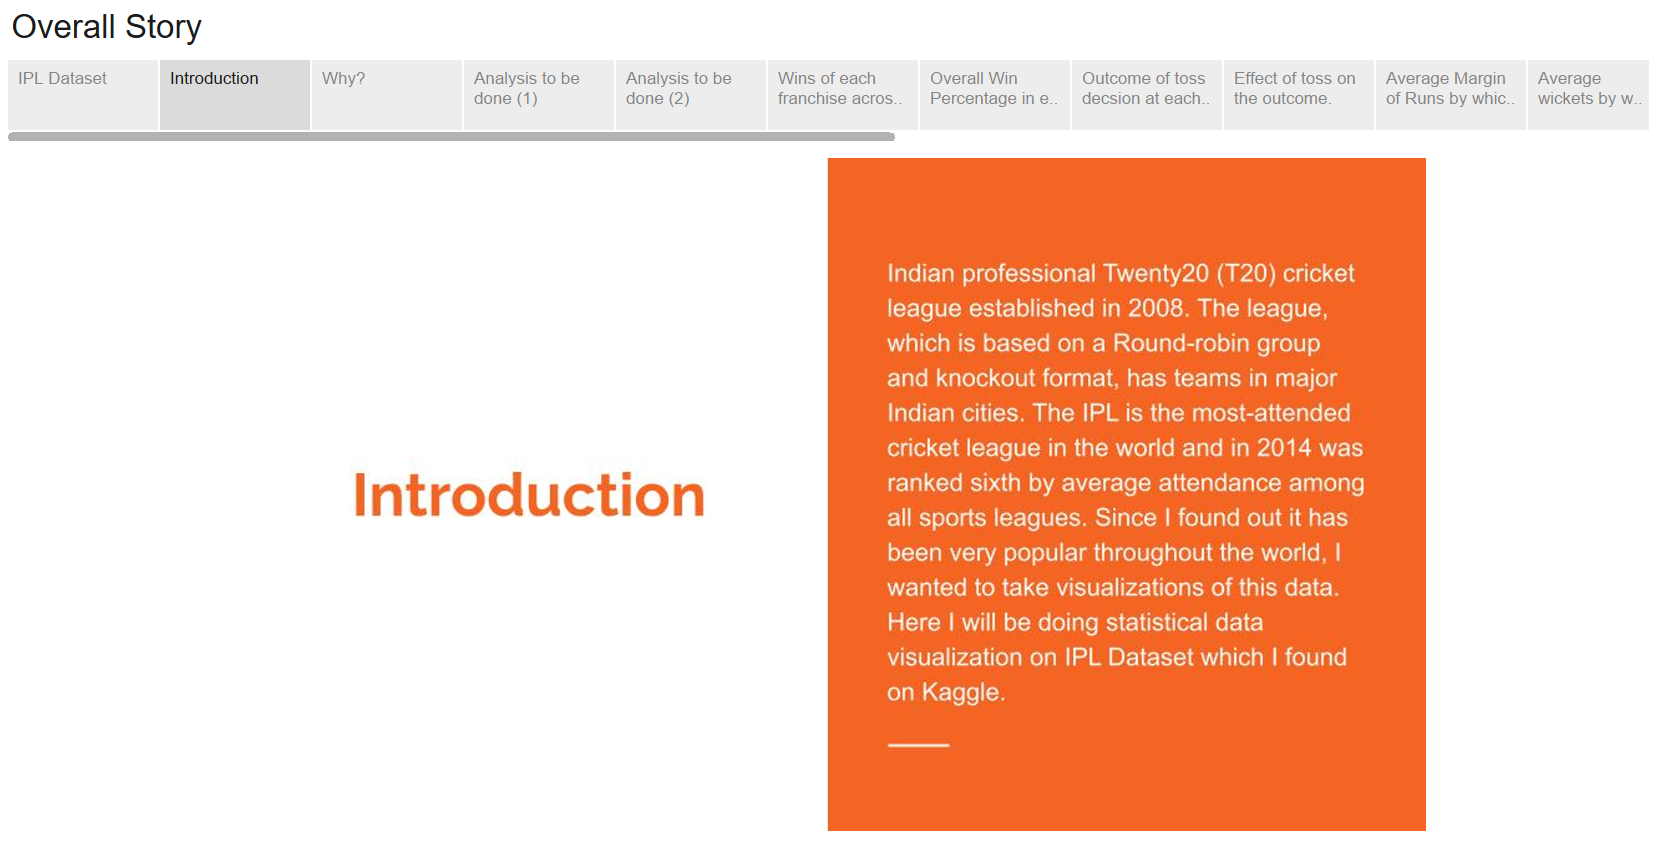 Overall Story
IPL Dataset
Introduction
Why?
Analysis to be
done (1)
Analysis to be
done (2)
Wins of each
franchise acros..
Overall Win
Percentage in e..
Outcome of toss
decsion at each..
Effect of toss on
the outcome.
Average Margin
of Runs by whic..
Average
wickets by w..
Introduction
Indian professional Twenty20 (T20) cricket
league established in 2008. The league,
which is based on a Round-robin group
and knockout format, has teams in major
Indian cities. The IPL is the most-attended
cricket league in the world and in 2014 was
ranked sixth by average attendance among
all sports leagues. Since I found out it has
been very popular throughout the world, I
wanted to take visualizations of this data.
Here I will be doing statistical data
visualization on IPL Dataset which I found
on Kaggle.